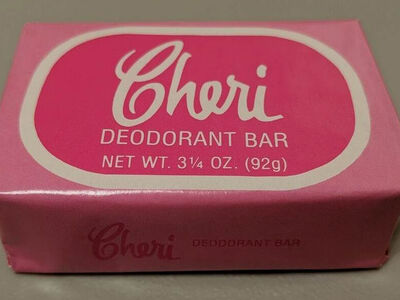 Cheri
DEODORANT BAR
NET WT. 3¼ OZ. (92g)
Cheri DEODORANT BAR